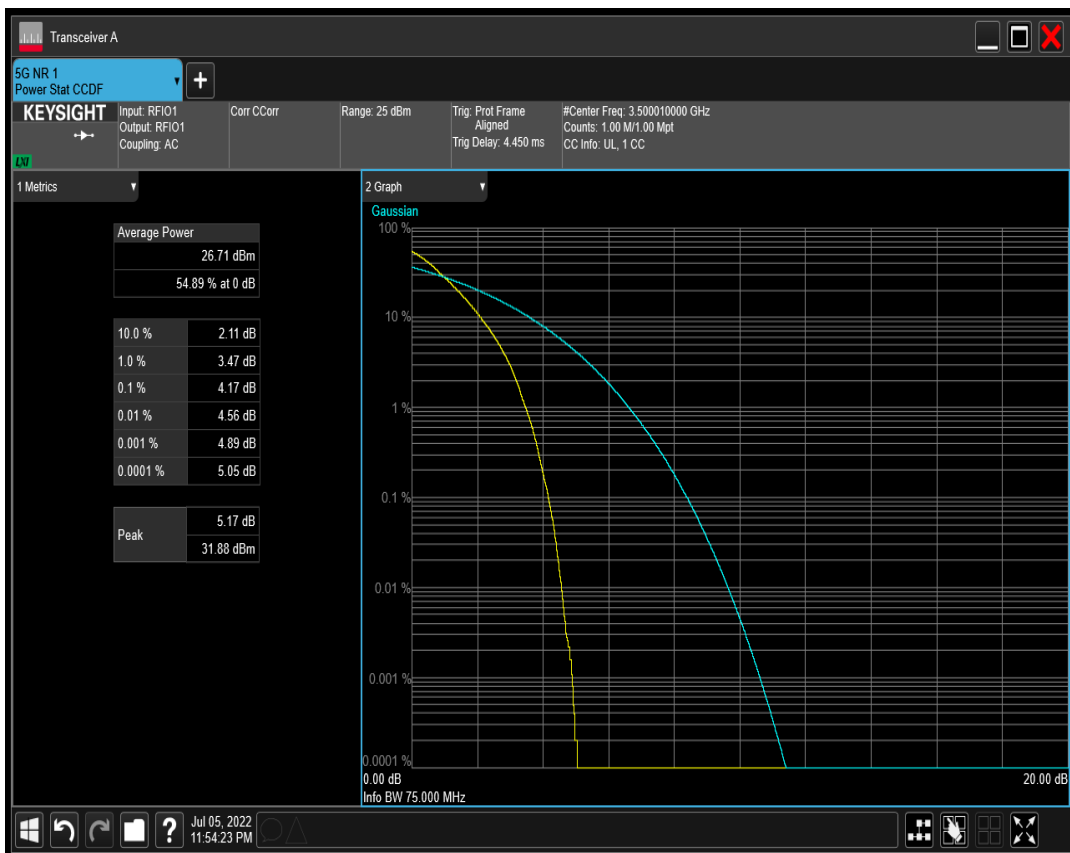 Transceiver A
5G NR 1
Power Stat CCDF
+
KEYSIGHT
LXI
Input: RFIO1
Output: RFIO1
Coupling: AC
Corr CCorr
Range: 25 dBm
Trig: Prot Frame
Aligned
Trig Delay: 4.450 ms
#Center Freq: 3.500010000 GHz
Counts: 1.00 M/1.00 Mpt
CC Info: UL, 1 CC
1 Metrics
Average Power
26.71 dBm
54.89 % at 0 dB
10.0 % 2.11 dB
1.0 % 3.47 dB
0.1 % 4.17 dB
0.01 % 4.56 dB
0.001 % 4.89 dB
0.0001 % 5.05 dB
Peak
5.17 dB
31.88 dBm
2 Graph
Gaussian
100 %
10 %
1 %
0.1 %
0.01 %
0.001 %
0.0001 %
0.00 dB 20.00 dB
Info BW 75.000 MHz
?
Jul 05, 2022
11:54:23 PM